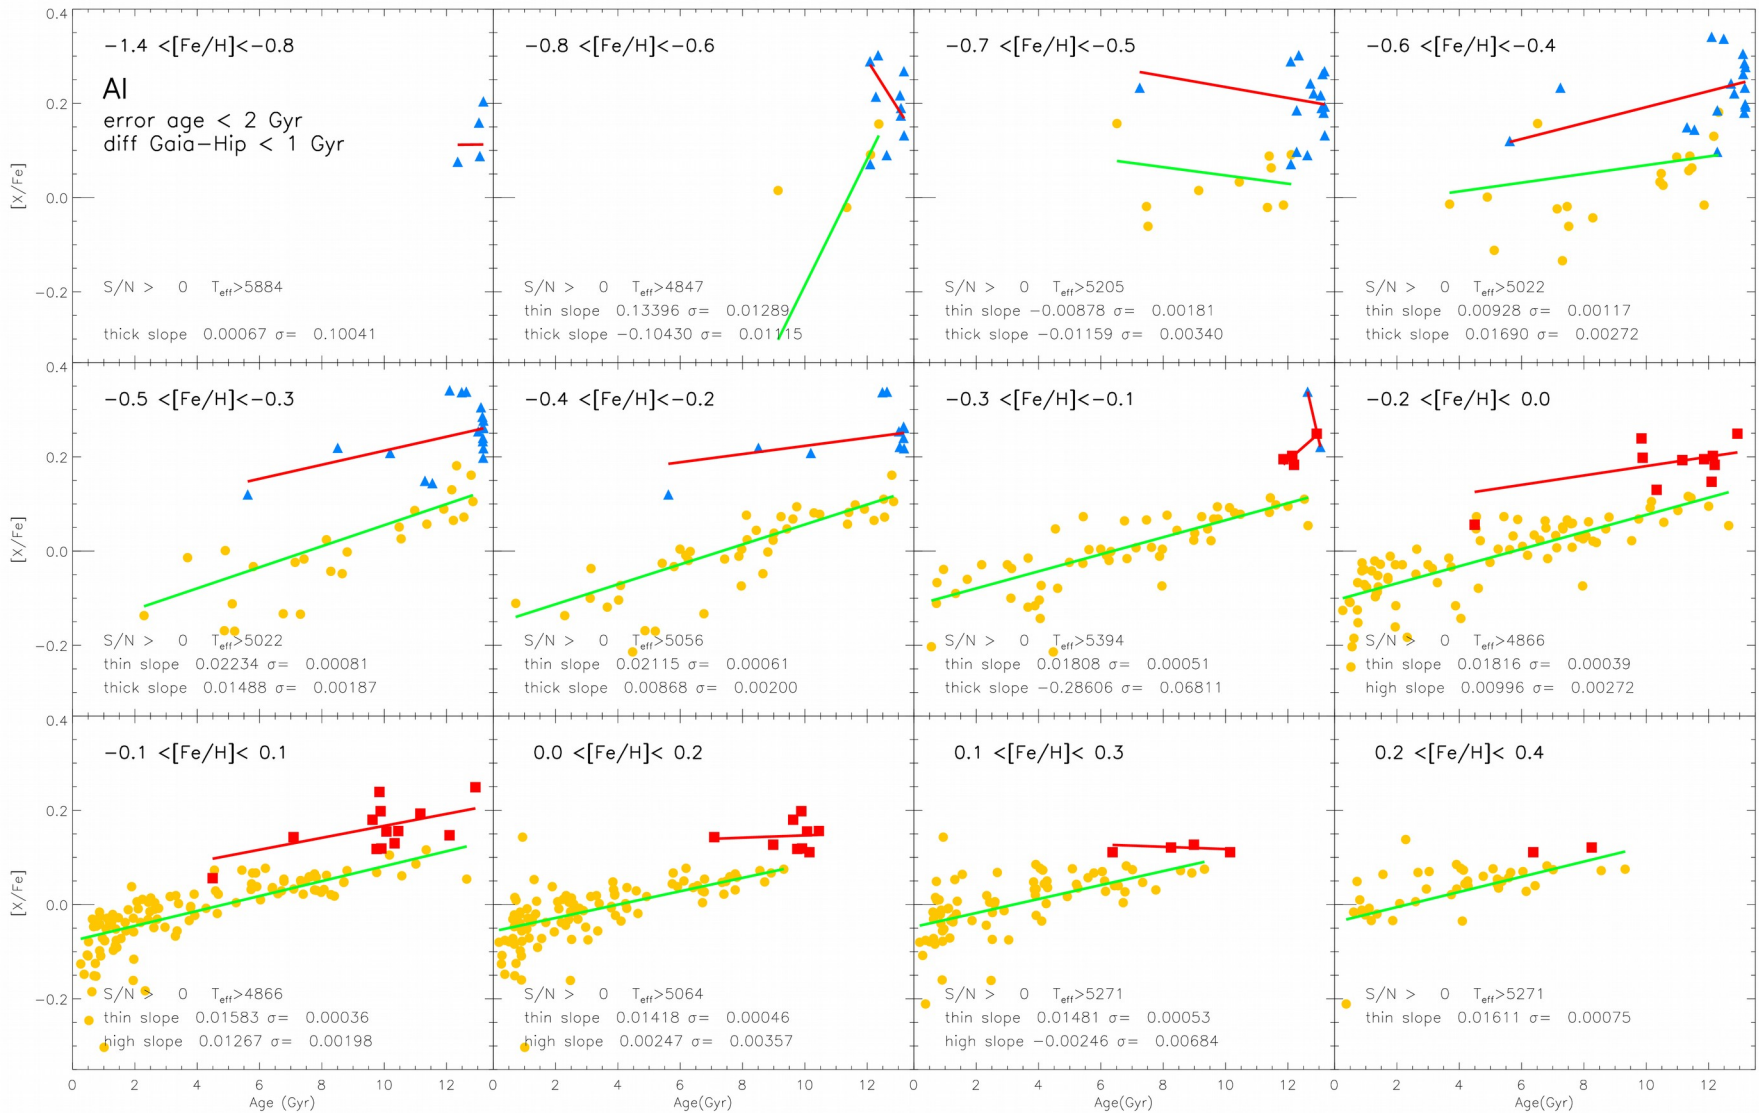 -1.4 <[Fe/H]<-0.8
Al
error age < 2 Gyr
diff Gaia-Hip < 1 Gyr
S/N > 0 Teff>5884
thick slope 0.00067 σ= 0.10041
-0.8 <[Fe/H]<-0.6
S/N > 0 Teff>4847
thin slope 0.13396 σ= 0.01289
thick slope -0.10430 σ= 0.01115
-0.7 <[Fe/H]<-0.5
S/N > 0 Teff>5205
thin slope -0.00878 σ= 0.00181
thick slope -0.01159 σ= 0.00340
-0.6 <[Fe/H]<-0.4
S/N > 0 Teff>5022
thin slope 0.00928 σ= 0.00117
thick slope 0.01690 σ= 0.00272
0.4
0.2
0.0
-0.2
[X/Fe]
-0.5 <[Fe/H]<-0.3
S/N > 0 Teff>5022
thin slope 0.02234 σ= 0.00081
thick slope 0.01488 σ= 0.00187
-0.4 <[Fe/H]<-0.2
S/N > 0 Teff>5056
thin slope 0.02115 σ= 0.00061
thick slope 0.00868 σ= 0.00200
-0.3 <[Fe/H]<-0.1
S/N > 0 Teff>5394
thin slope 0.01808 σ= 0.00051
thick slope -0.28606 σ= 0.06811
-0.2 <[Fe/H]< 0.0
S/N > 0 Teff>4866
thin slope 0.01816 σ= 0.00039
high slope 0.00996 σ= 0.00272
0.4
0.2
0.0
-0.2
[X/Fe]
-0.1 <[Fe/H]< 0.1
S/N > 0 Teff>4866
thin slope 0.01583 σ= 0.00036
high slope 0.01267 σ= 0.00198
0.0 <[Fe/H]< 0.2
S/N > 0 Teff>5064
thin slope 0.01418 σ= 0.00046
high slope 0.00247 σ= 0.00357
0.1 <[Fe/H]< 0.3
S/N > 0 Teff>5271
thin slope 0.01481 σ= 0.00053
high slope -0.00246 σ= 0.00684
0.2 <[Fe/H]< 0.4
S/N > 0 Teff>5271
thin slope 0.01611 σ= 0.00075
0.4
0.2
0.0
-0.2
[X/Fe]
0 2 4 6 8 10 12
0 2 4 6 8 10 12
0 2 4 6 8 10 12
0 2 4 6 8 10 12
Age (Gyr)
Age(Gyr)
Age(Gyr)
Age(Gyr)